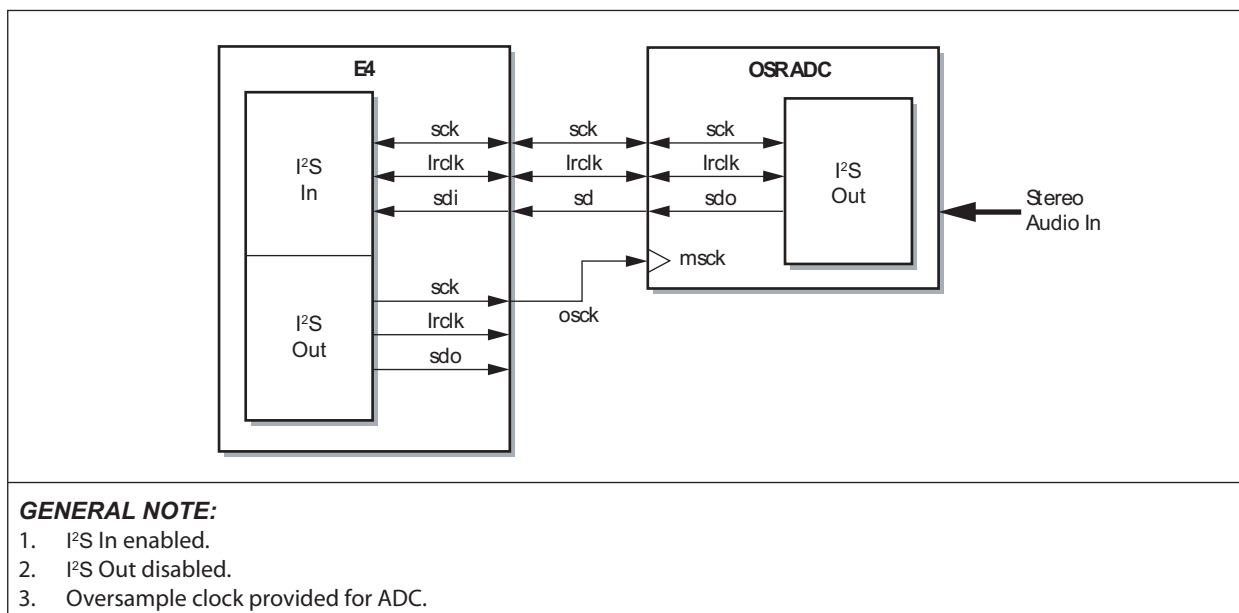 E4
OSRADC
sck
sck
sck
lrclk
lrclk
lrclk
sdi
sd
sdo
I²S
In
I²S
Out
Stereo
Audio In
msck
sck
osck
lrclk
sdo
I²S
Out
GENERAL NOTE:
1. I²S In enabled.
2. I²S Out disabled.
3. Oversample clock provided for ADC.